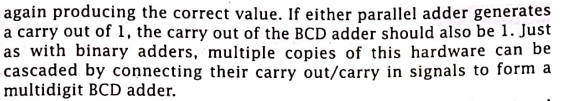 again producing the correct value. If either parallel adder generates
a carry out of 1, the carry out of the BCD adder should also be 1. Just
as with binary adders, multiple copies of this hardware can be
cascaded by connecting their carry out/carry in signals to form a
multidigit BCD adder.